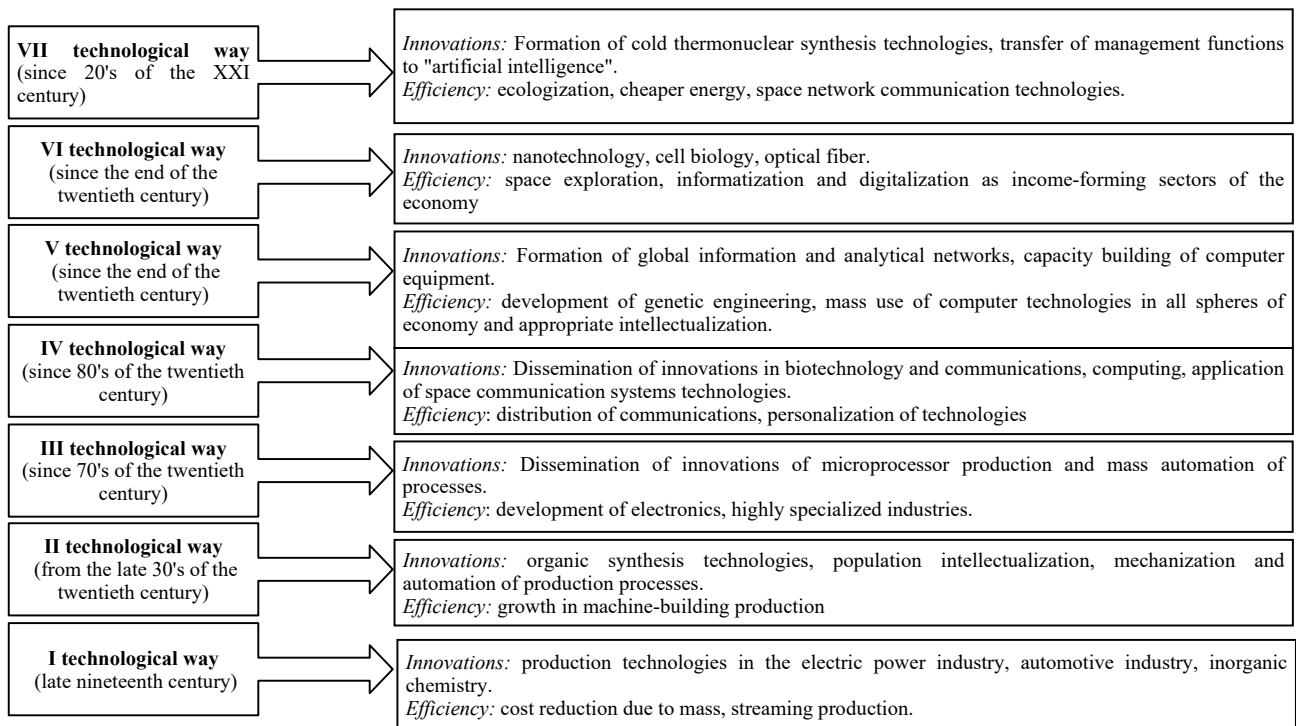 VII technological way
(since 20's of the XXI
century)
Innovations: Formation of cold thermonuclear synthesis technologies, transfer of management functions
to "artificial intelligence".
Efficiency: ecologization, cheaper energy, space network communication technologies.
VI technological way
(since the end of the
twentieth century)
Innovations: nanotechnology, cell biology, optical fiber.
Efficiency: space exploration, informatization and digitalization as income-forming sectors of the
economy
V technological way
(since the end of the
twentieth century)
Innovations: Formation of global information and analytical networks, capacity building of computer
equipment.
Efficiency: development of genetic engineering, mass use of computer technologies in all spheres of
economy and appropriate intellectualization.
IV technological way
(since 80's of the twentieth
century)
Innovations: Dissemination of innovations in biotechnology and communications, computing, application
of space communication systems technologies.
Efficiency: distribution of communications, personalization of technologies
III technological way
(since 70's of the twentieth
century)
Innovations: Dissemination of innovations of microprocessor production and mass automation of
processes.
Efficiency: development of electronics, highly specialized industries.
II technological way
(from the late 30's of the
twentieth century)
Innovations: organic synthesis technologies, population intellectualization, mechanization and
automation of production processes.
Efficiency: growth in machine-building production
I technological way
(late nineteenth century)
Innovations: production technologies in the electric power industry, automotive industry, inorganic
chemistry.
Efficiency: cost reduction due to mass, streaming production.